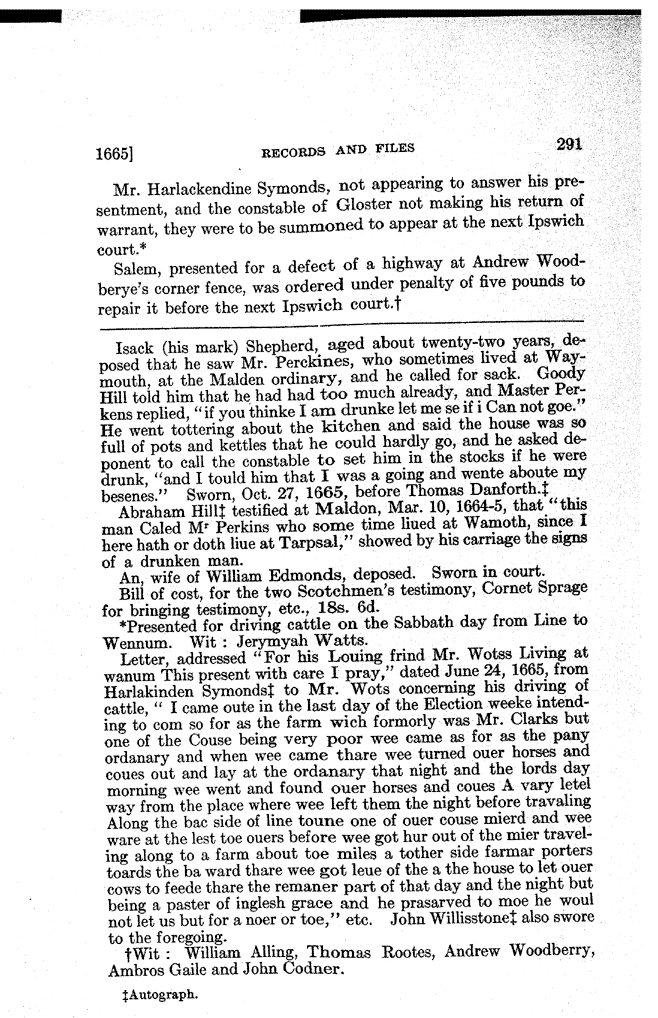 1665] RECORDS AND FILES 291
Mr. Harlackendine Symonds, not appearing to answer his pre-
sentment, and the constable of Gloster not making his return of
warrant, they were to be summoned to appear at the next Ipswich
court.*
Salem, presented for a defect of a highway at Andrew Wood-
berye's corner fence, was ordered under penalty of five pounds to
repair it before the next Ipswich court.†
Isack (his mark) Shepherd, aged about twenty-two years, de-
posed that he saw Mr. Perckines, who sometimes lived at Way-
mouth, at the Malden ordinary, and he called for sack. Goody
Hill told him that he had had too much already, and Master Per-
kens replied, "if you thinke I am drunke let me se if i Can not goe."
He went tottering about the kitchen and said the house was so
full of pots and kettles that he could hardly go, and he asked de-
ponent to call the constable to set him in the stocks if he were
drunk, "and I tould him that I was a going and wente aboute my
besenes." Sworn, Oct. 27, 1665, before Thomas Danforth.‡
Abraham Hill‡ testified at Maldon, Mar. 10, 1664-5, that "this
man Caled Mʳ Perkins who some time liued at Wamoth, since I
here hath or doth liue at Tarpsal," showed by his carriage the signs
of a drunken man.
An, wife of William Edmonds, deposed. Sworn in court.
Bill of cost, for the two Scotchmen's testimony, Cornet Sprage
for bringing testimony, etc., 18s. 6d.
*Presented for driving cattle on the Sabbath day from Line to
Wennum. Wit : Jerymyah Watts.
Letter, addressed "For his Louing frind Mr. Wotss Living at
wanum This present with care I pray," dated June 24, 1665, from
Harlakinden Symonds‡ to Mr. Wots concerning his driving of
cattle, " I came oute in the last day of the Election weeke intend-
ing to com so for as the farm wich formorly was Mr. Clarks but
one of the Couse being very poor wee came as for as the pany
ordanary and when wee came thare wee turned ouer horses and
coues out and lay at the ordanary that night and the lords day
morning wee went and found ouer horses and coues A vary letel
way from the place where wee left them the night before travaling
Along the bac side of line toune one of ouer couse mierd and wee
ware at the lest toe ouers before wee got hur out of the mier travel-
ing along to a farm about toe miles a tother side farmar porters
toards the ba ward thare wee got leue of the a the house to let ouer
cows to feede thare the remaner part of that day and the night but
being a paster of inglesh grace and he prasarved to moe he woul
not let us but for a noer or toe," etc. John Willisstone‡ also swore
to the foregoing.
†Wit : William Alling, Thomas Rootes, Andrew Woodberry,
Ambros Gaile and John Codner.
‡Autograph.